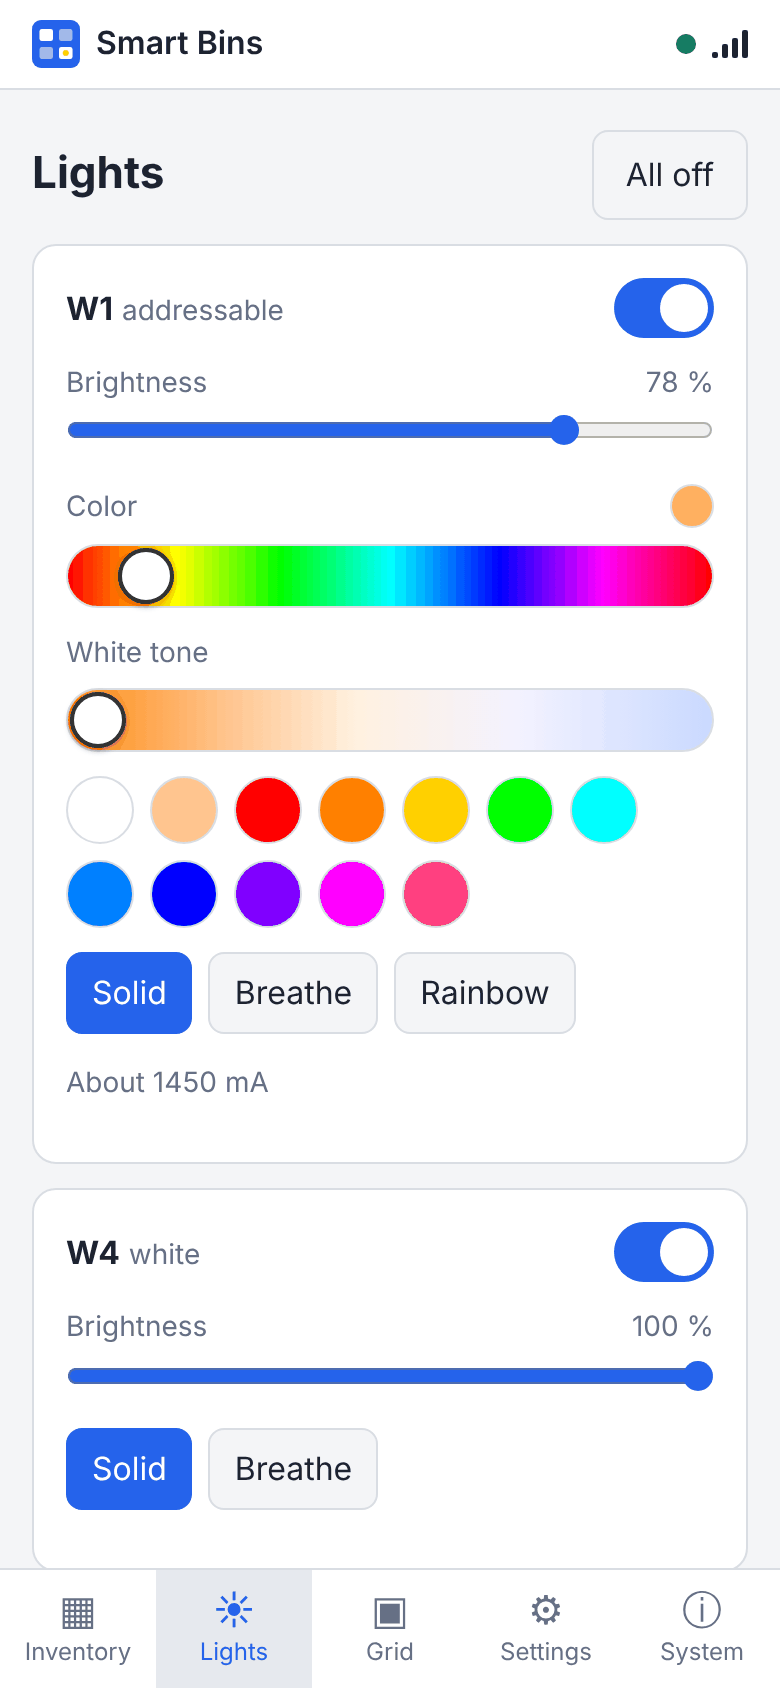 Smart Bins
Lights
All off
W1 addressable
Brightness
78 %
Color
White tone
Solid
Breathe
Rainbow
About 1450 mA
W4 white
Brightness
100 %
Solid
Breathe
Inventory
Lights
Grid
Settings
System